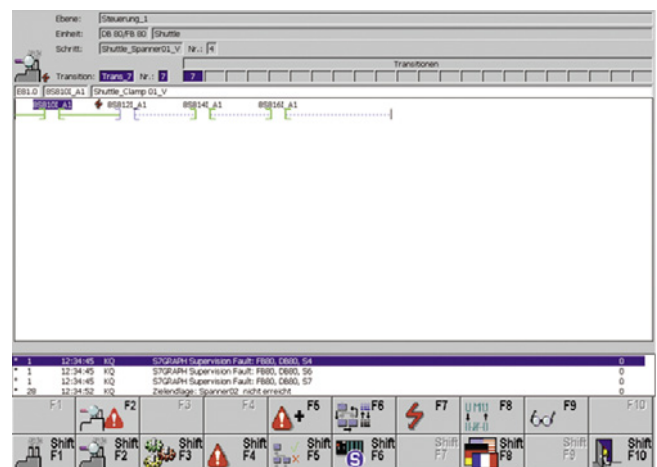 Ebene: Steuerung_1
Einheit: DB 80/FB 80 Shuttle
Schritt: Shuttle_Spanner01_V Nr.: 4
Transitionen
Transition: Trans_7 Nr.: 7 7
E81.0 8S810I_A1 Shuttle_Clamp 01_V
8S810I_A1 8S812I_A1 8S814I_A1 8S816I_A1
* 1 12:34:45 KQ S7GRAPH Supervision Fault: FB80, DB80, S4 0
* 1 12:34:45 KQ S7GRAPH Supervision Fault: FB80, DB80, S6 0
* 1 12:34:45 KQ S7GRAPH Supervision Fault: FB80, DB80, S7 0
* 28 12:34:52 KQ Zielendlage: Spanner02 nicht erreicht 0
F1 F2 F3 F4 F5 F6 F7 F8 F9 F10
Shift Shift Shift Shift Shift Shift Shift Shift Shift Shift
F1 F2 F3 F4 F5 F6 F7 F8 F9 F10